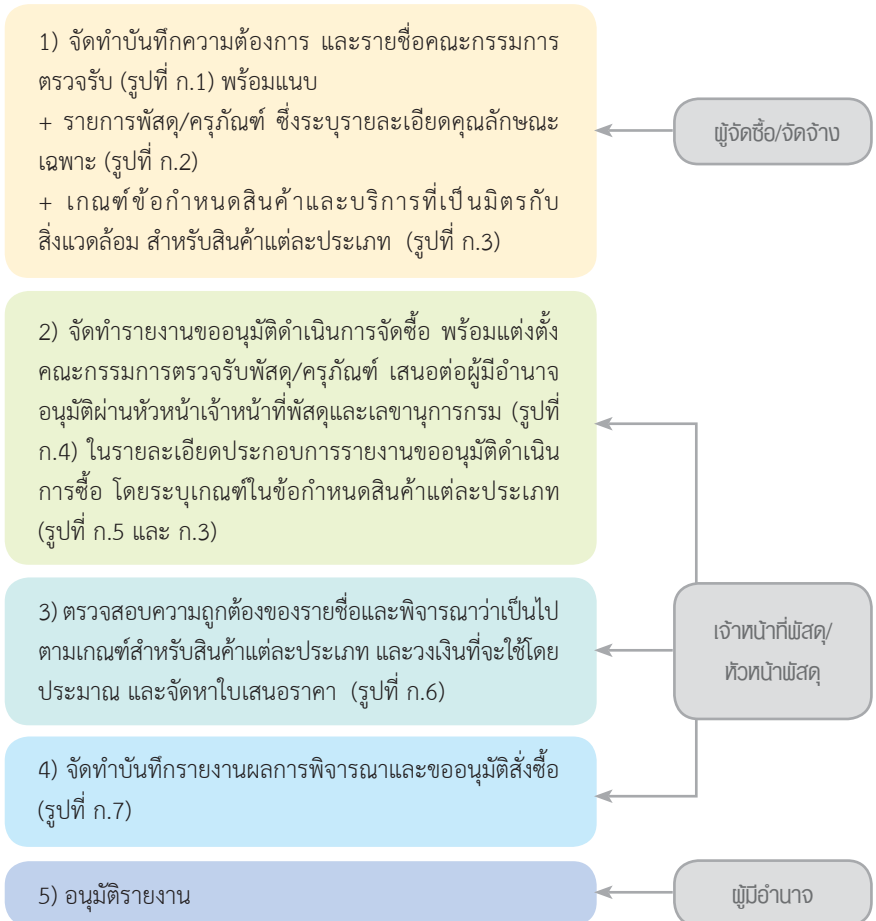 1) จัดทำบันทึกความต้องการ และรายชื่อคณะกรรมการ
ตรวจรับ (รูปที่ ก.1) พร้อมแนบ
+ รายการพัสดุ/ครุภัณฑ์ ซึ่งระบุรายละเอียดคุณลักษณะ
เฉพาะ (รูปที่ ก.2)
+ เกณฑ์ข้อกำหนดสินค้าและบริการที่เป็นมิตรกับ
สิ่งแวดล้อม สำหรับสินค้าแต่ละประเภท (รูปที่ ก.3)
ผู้จัดซื้อ/จัดจ้าง
2) จัดทำรายงานขออนุมัติดำเนินการจัดซื้อ พร้อมแต่งตั้ง
คณะกรรมการตรวจรับพัสดุ/ครุภัณฑ์ เสนอต่อผู้มีอำนาจ
อนุมัติผ่านหัวหน้าเจ้าหน้าที่พัสดุและเลขานุการกรม (รูปที่
ก.4) ในรายละเอียดประกอบการรายงานขออนุมัติดำเนิน
การซื้อ โดยระบุเกณฑ์ในข้อกำหนดสินค้าแต่ละประเภท
(รูปที่ ก.5 และ ก.3)
3) ตรวจสอบความถูกต้องของรายชื่อและพิจารณาว่าเป็นไป
ตามเกณฑ์สำหรับสินค้าแต่ละประเภท และวงเงินที่จะใช้โดย
ประมาณ และจัดหาใบเสนอราคา (รูปที่ ก.6)
เจ้าหน้าที่พัสดุ/
หัวหน้าพัสดุ
4) จัดทำบันทึกรายงานผลการพิจารณาและขออนุมัติสั่งซื้อ
(รูปที่ ก.7)
5) อนุมัติรายงาน
ผู้มีอำนาจ